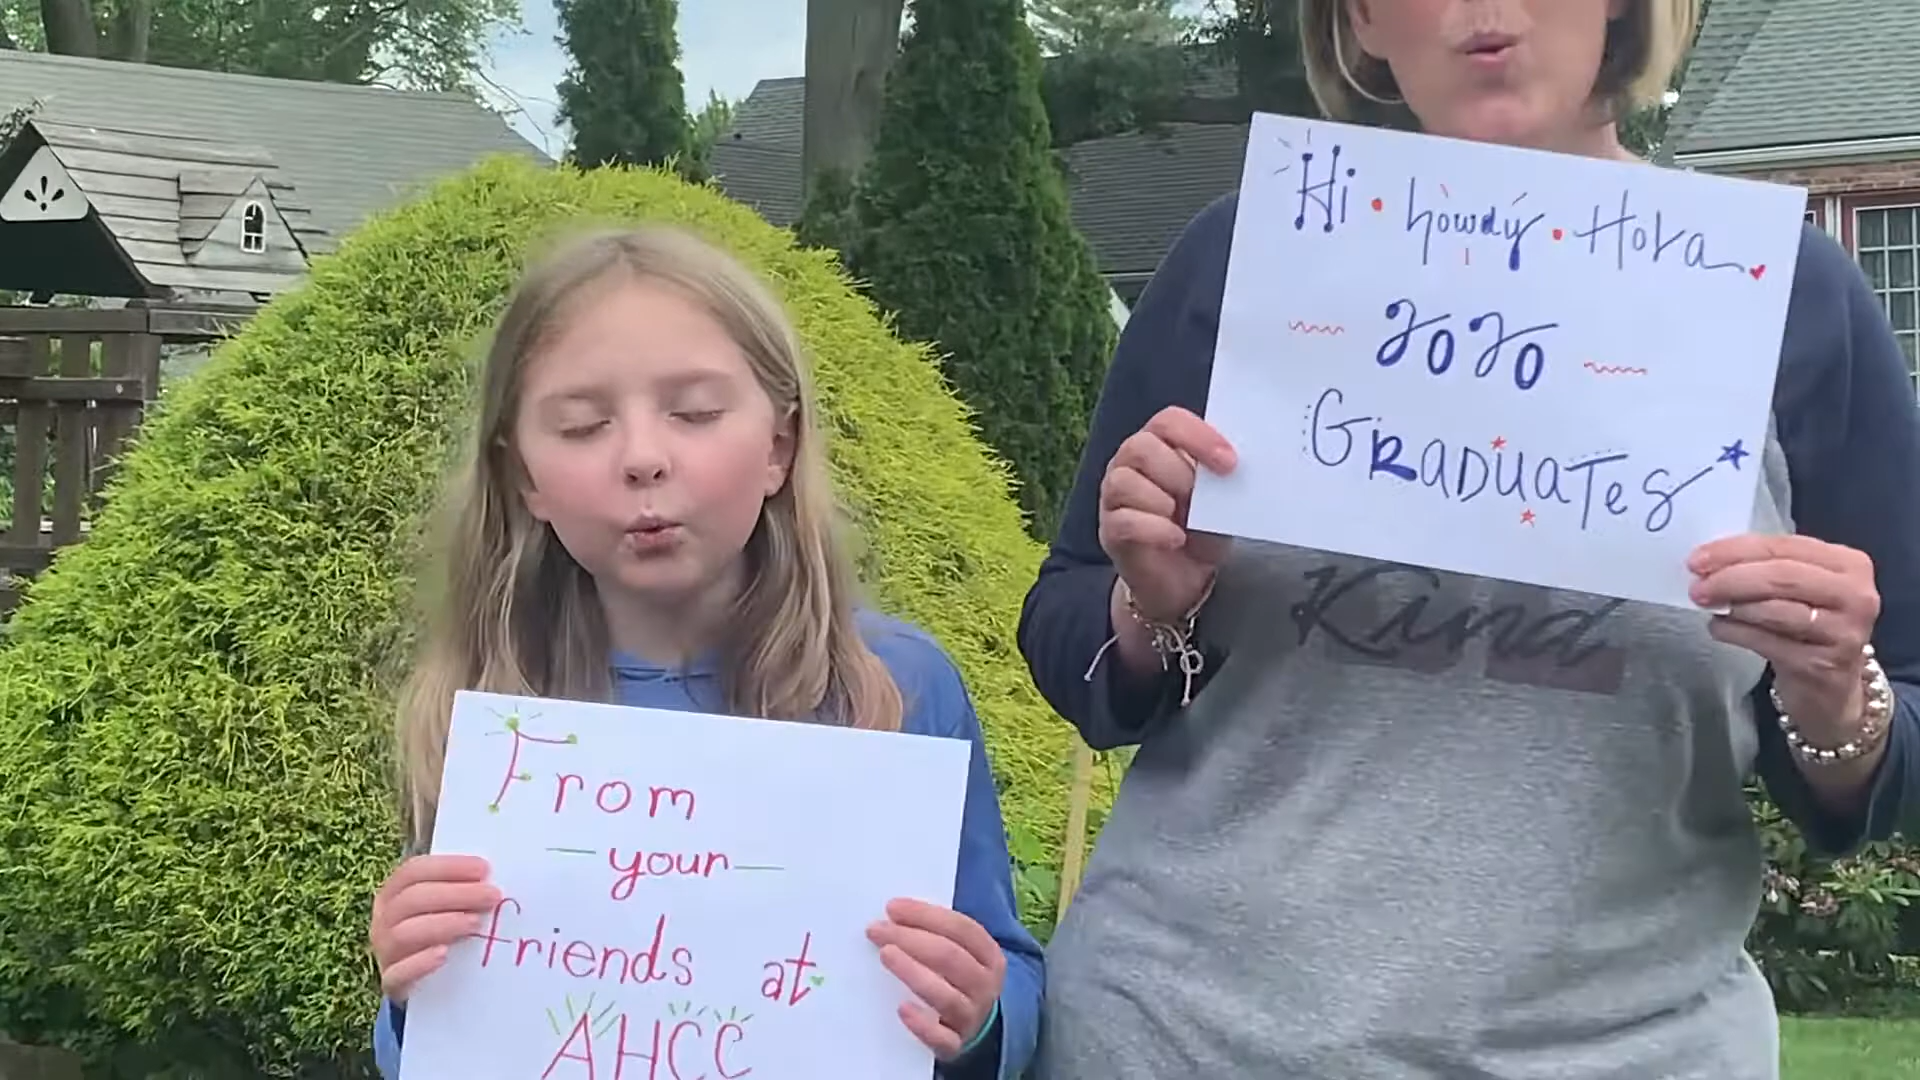 Hi • howdy • Hola
2020
GRADUATES
Kind
From
- your -
friends at
AHCC